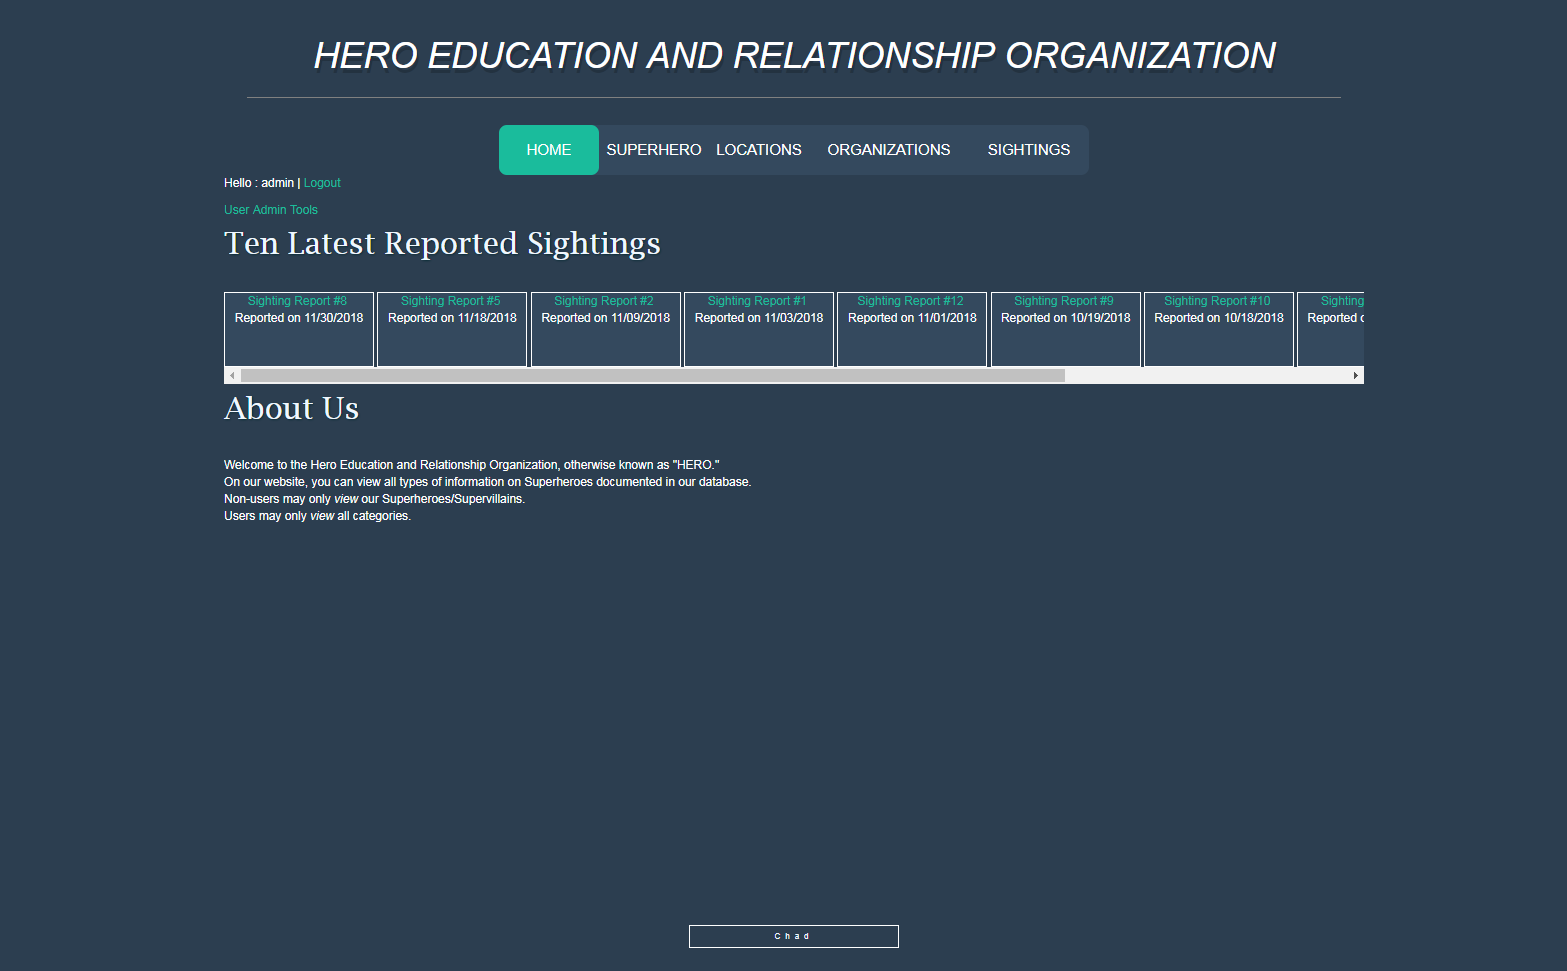 HERO EDUCATION AND RELATIONSHIP ORGANIZATION
HOME SUPERHERO LOCATIONS ORGANIZATIONS SIGHTINGS
Hello : admin | Logout
User Admin Tools
Ten Latest Reported Sightings
Sighting Report #8 Sighting Report #5 Sighting Report #2 Sighting Report #1 Sighting Report #12 Sighting Report #9 Sighting Report #10 Sighting
Reported on 11/30/2018 Reported on 11/18/2018 Reported on 11/09/2018 Reported on 11/03/2018 Reported on 11/01/2018 Reported on 10/19/2018 Reported on 10/18/2018 Reported
About Us
Welcome to the Hero Education and Relationship Organization, otherwise known as "HERO."
On our website, you can view all types of information on Superheroes documented in our database.
Non-users may only view our Superheroes/Supervillains.
Users may only view all categories.
Chad